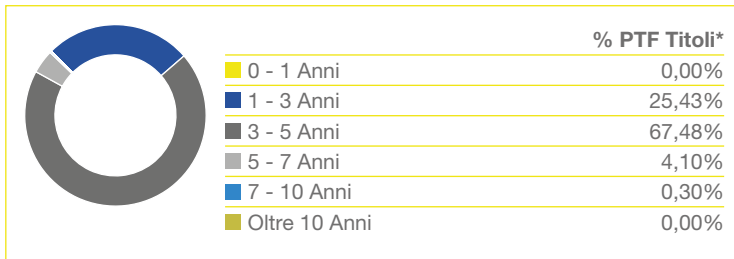 % PTF Titoli*
0 - 1 Anni 0,00%
1 - 3 Anni 25,43%
3 - 5 Anni 67,48%
5 - 7 Anni 4,10%
7 - 10 Anni 0,30%
Oltre 10 Anni 0,00%